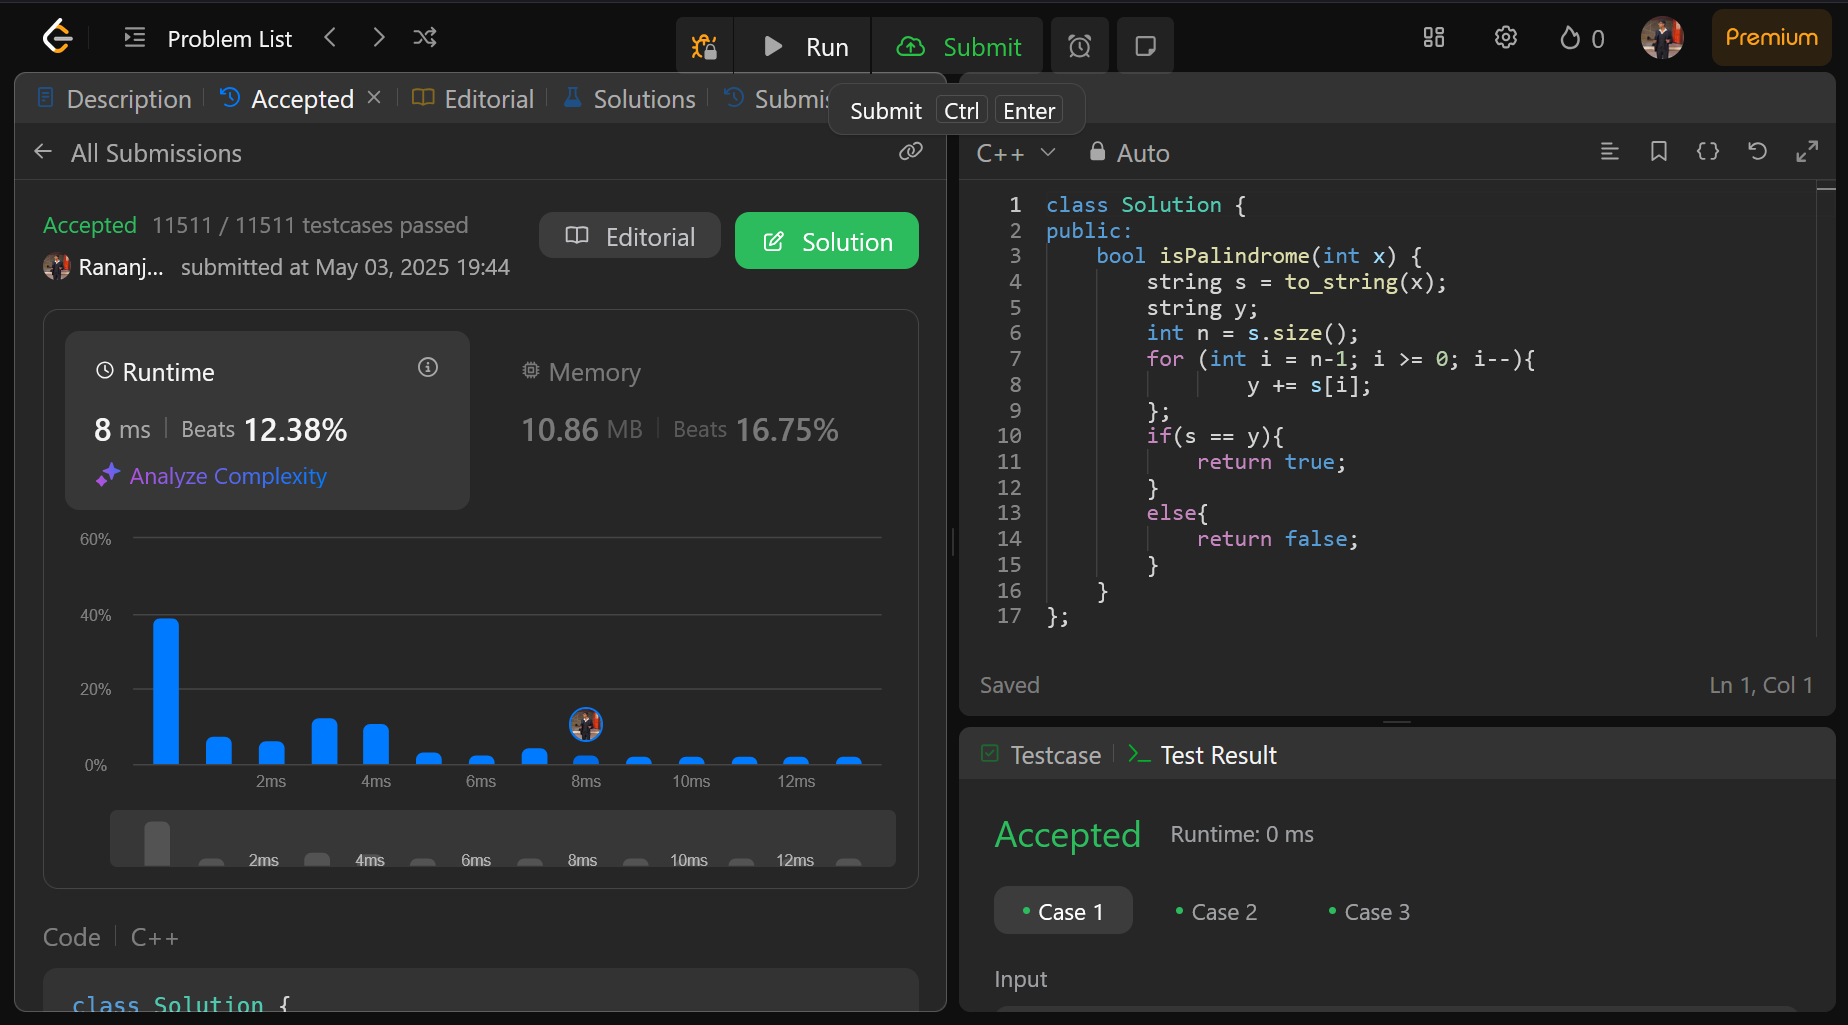 Problem List
Run
Submit
0
Premium
Description
Accepted
Editorial
Solutions
Submit Ctrl Enter
All Submissions
Accepted 11511 / 11511 testcases passed
Rananj... submitted at May 03, 2025 19:44
Editorial
Solution
Runtime
8 ms Beats 12.38%
Analyze Complexity
Memory
10.86 MB Beats 16.75%
60%
40%
20%
0%
2ms 4ms 6ms 8ms 10ms 12ms
2ms 4ms 6ms 8ms 10ms 12ms
Code C++
class Solution {
C++ Auto
1 class Solution {
2 public:
3 bool isPalindrome(int x) {
4 string s = to_string(x);
5 string y;
6 int n = s.size();
7 for (int i = n-1; i >= 0; i--){
8 y += s[i];
9 };
10 if(s == y){
11 return true;
12 }
13 else{
14 return false;
15 }
16 }
17 };
Saved
Ln 1, Col 1
Testcase
Test Result
Accepted Runtime: 0 ms
Case 1
Case 2
Case 3
Input